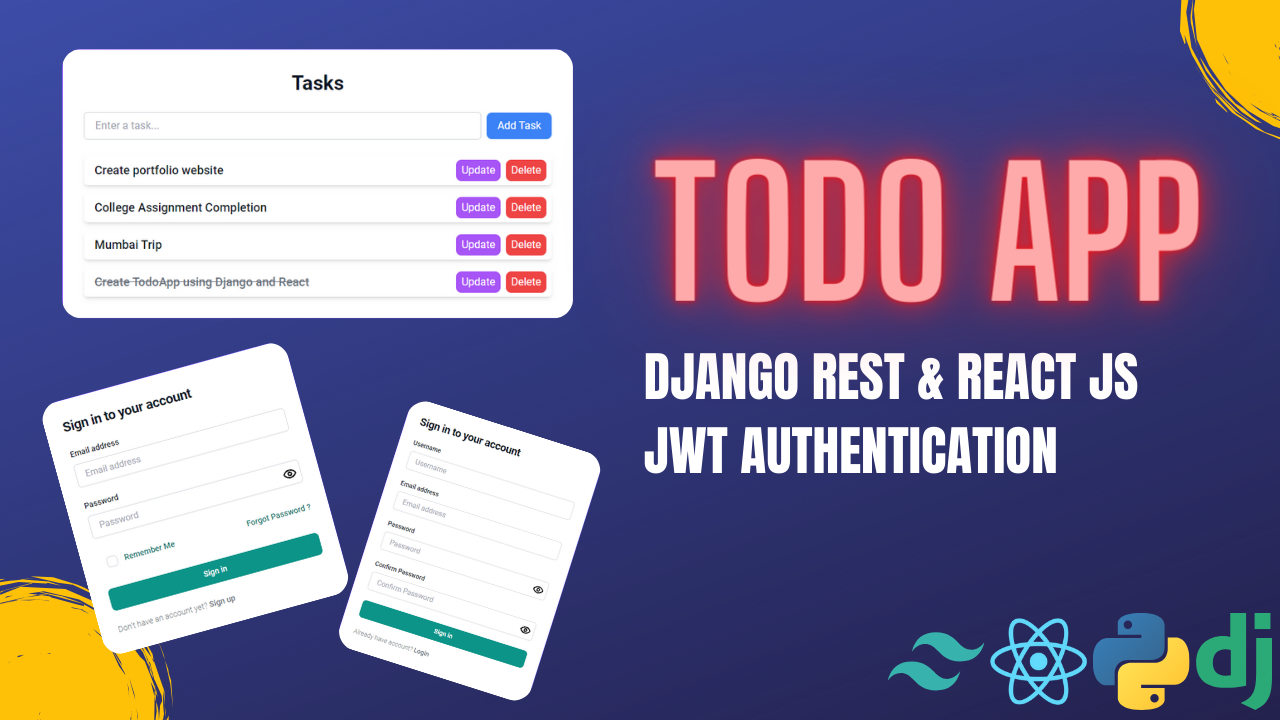 Tasks
Enter a task...
Add Task
Create portfolio website
Update
Delete
College Assignment Completion
Update
Delete
Mumbai Trip
Update
Delete
Create TodoApp using Django and React
Update
Delete
TODO APP
DJANGO REST & REACT JS
JWT AUTHENTICATION
Sign in to your account
Email address
Email address
Password
Password
Forgot Password ?
Remember Me
Sign in
Don't have an account yet? Sign up
Sign in to your account
Username
Username
Email address
Email address
Password
Password
Confirm Password
Confirm Password
Sign in
Already have account? Login
dj